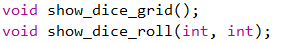 void show_dice_grid();
void show_dice_roll(int, int);